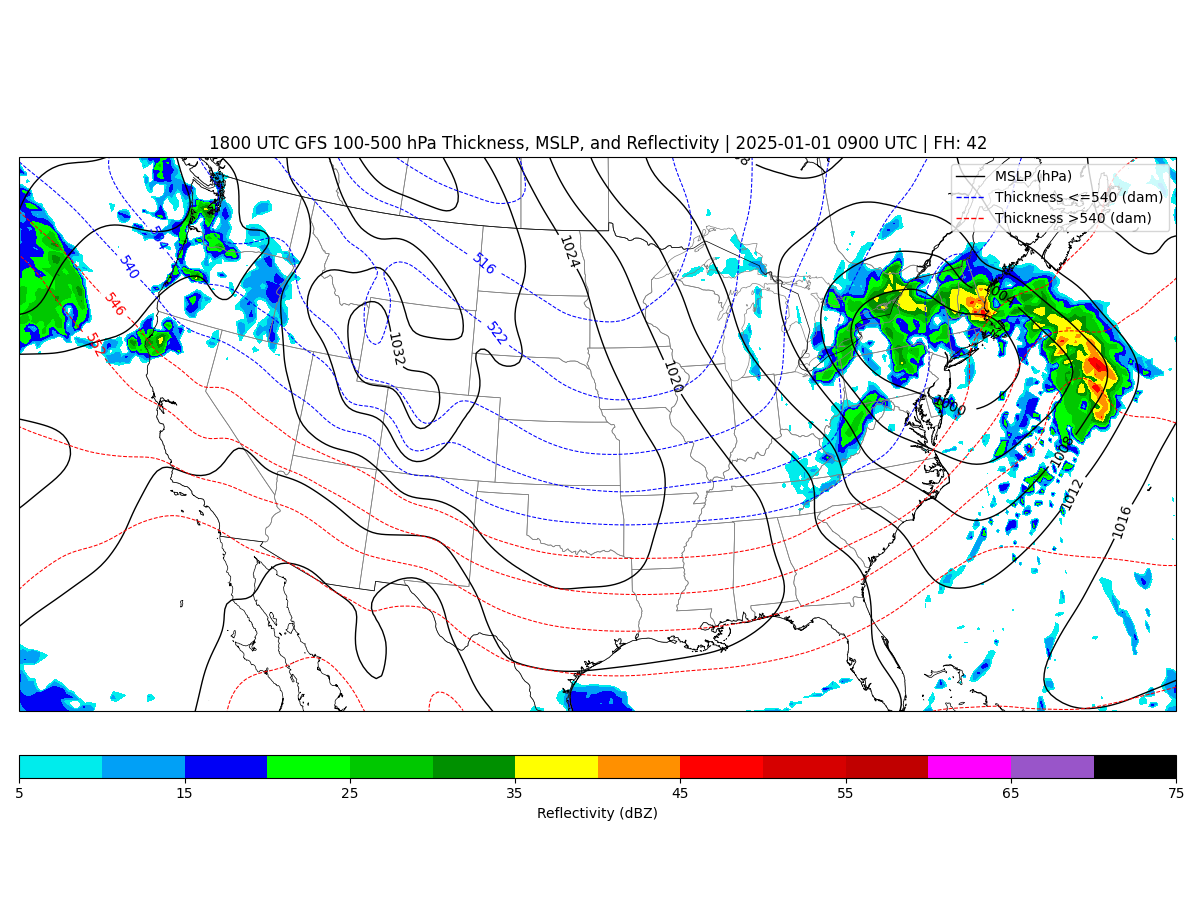 1800 UTC GFS 100-500 hPa Thickness, MSLP, and Reflectivity | 2025-01-01 0900 UTC | FH: 42
MSLP (hPa)
Thickness <=540 (dam)
Thickness >540 (dam)
1024
516
540
546
522
552
1032
1020
1000
1008
1012
1016
5 15 25 35 45 55 65 75
Reflectivity (dBZ)